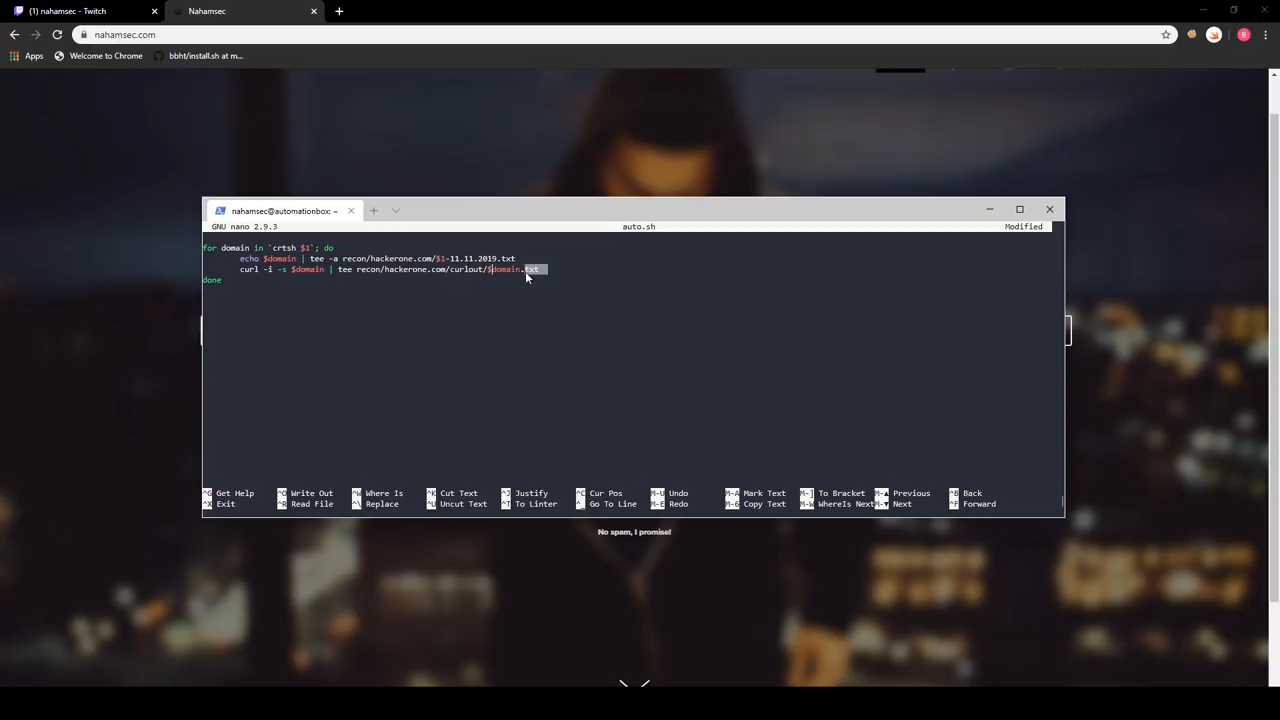 (1) nahamsec - Twitch
Nahamsec
nahamsec.com
B
Apps
Welcome to Chrome
bbht/install.sh at m...
nahamsec@automationbox: ~
GNU nano 2.9.3
auto.sh
Modified
for domain in `crtsh $1`; do
echo $domain | tee -a recon/hackerone.com/$1-11.11.2019.txt
curl -i -s $domain | tee recon/hackerone.com/curlout/$domain.txt
done
^G Get Help ^O Write Out ^W Where Is ^K Cut Text ^J Justify ^C Cur Pos M-U Undo M-A Mark Text M-] To Bracket M-▲ Previous ^B Back
^X Exit ^R Read File ^\ Replace ^U Uncut Text ^T To Linter ^_ Go To Line M-E Redo M-6 Copy Text M-W WhereIs Next M-▼ Next ^F Forward
No spam, I promise!